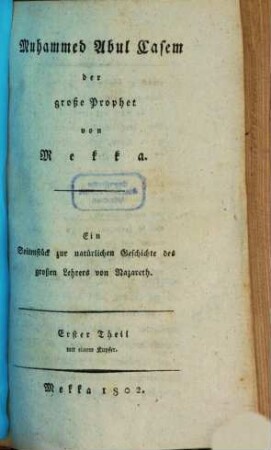 Muhammed Abul Casem
der
große Prophet
von
Mekka.
Ein
Seitenstück zur natürlichen Geschichte des
großen Lehrers von Nazareth.
Erster Theil
mit einem Kupfer.
Mekka 1802.